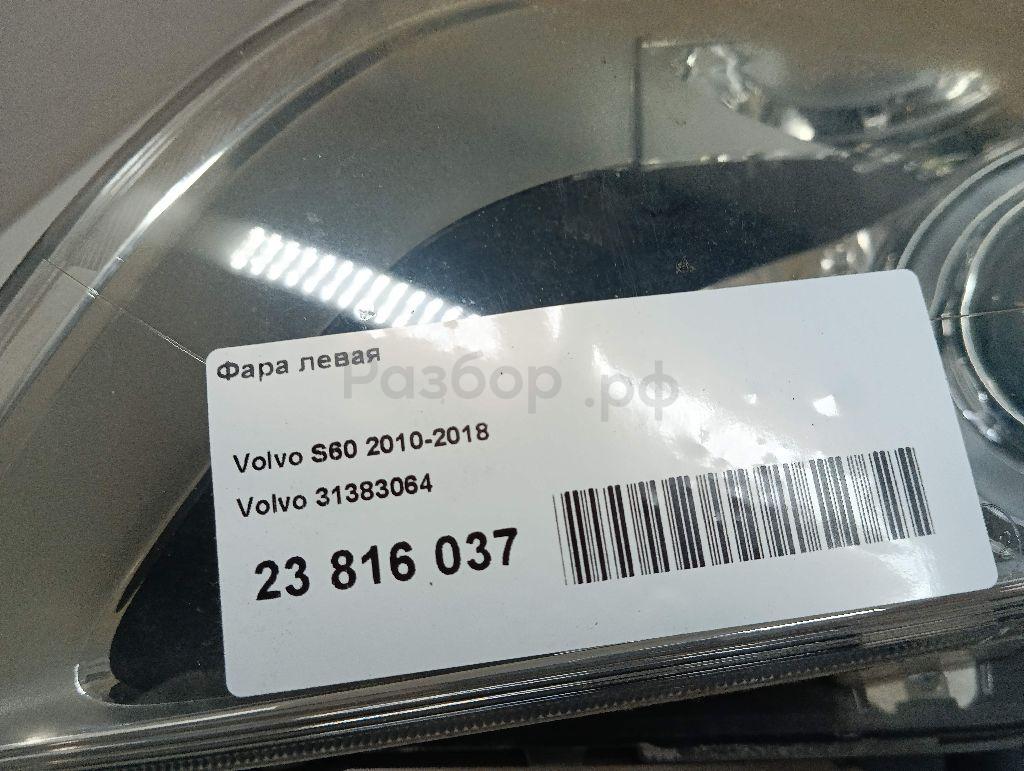 Фара левая
Разбор.рф
Volvo S60 2010-2018
Volvo 31383064
23 816 037